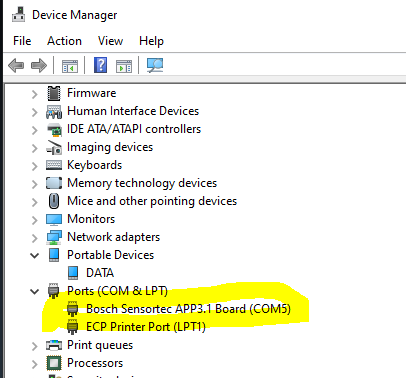 Device Manager
File Action View Help
Firmware
Human Interface Devices
IDE ATA/ATAPI controllers
Imaging devices
Keyboards
Memory technology devices
Mice and other pointing devices
Monitors
Network adapters
Portable Devices
DATA
Ports (COM & LPT)
Bosch Sensortec APP3.1 Board (COM5)
ECP Printer Port (LPT1)
Print queues
Processors